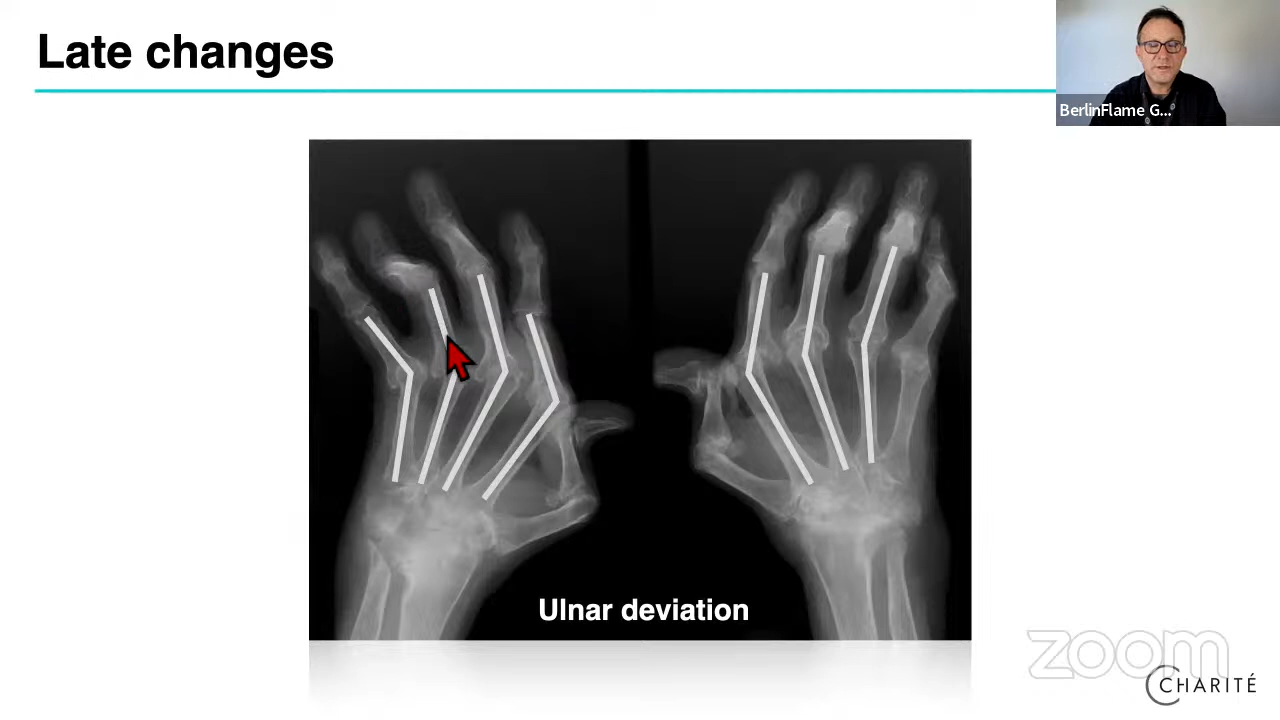 Late changes
BerlinFlame G...
Ulnar deviation
zoom
CHARITÉ